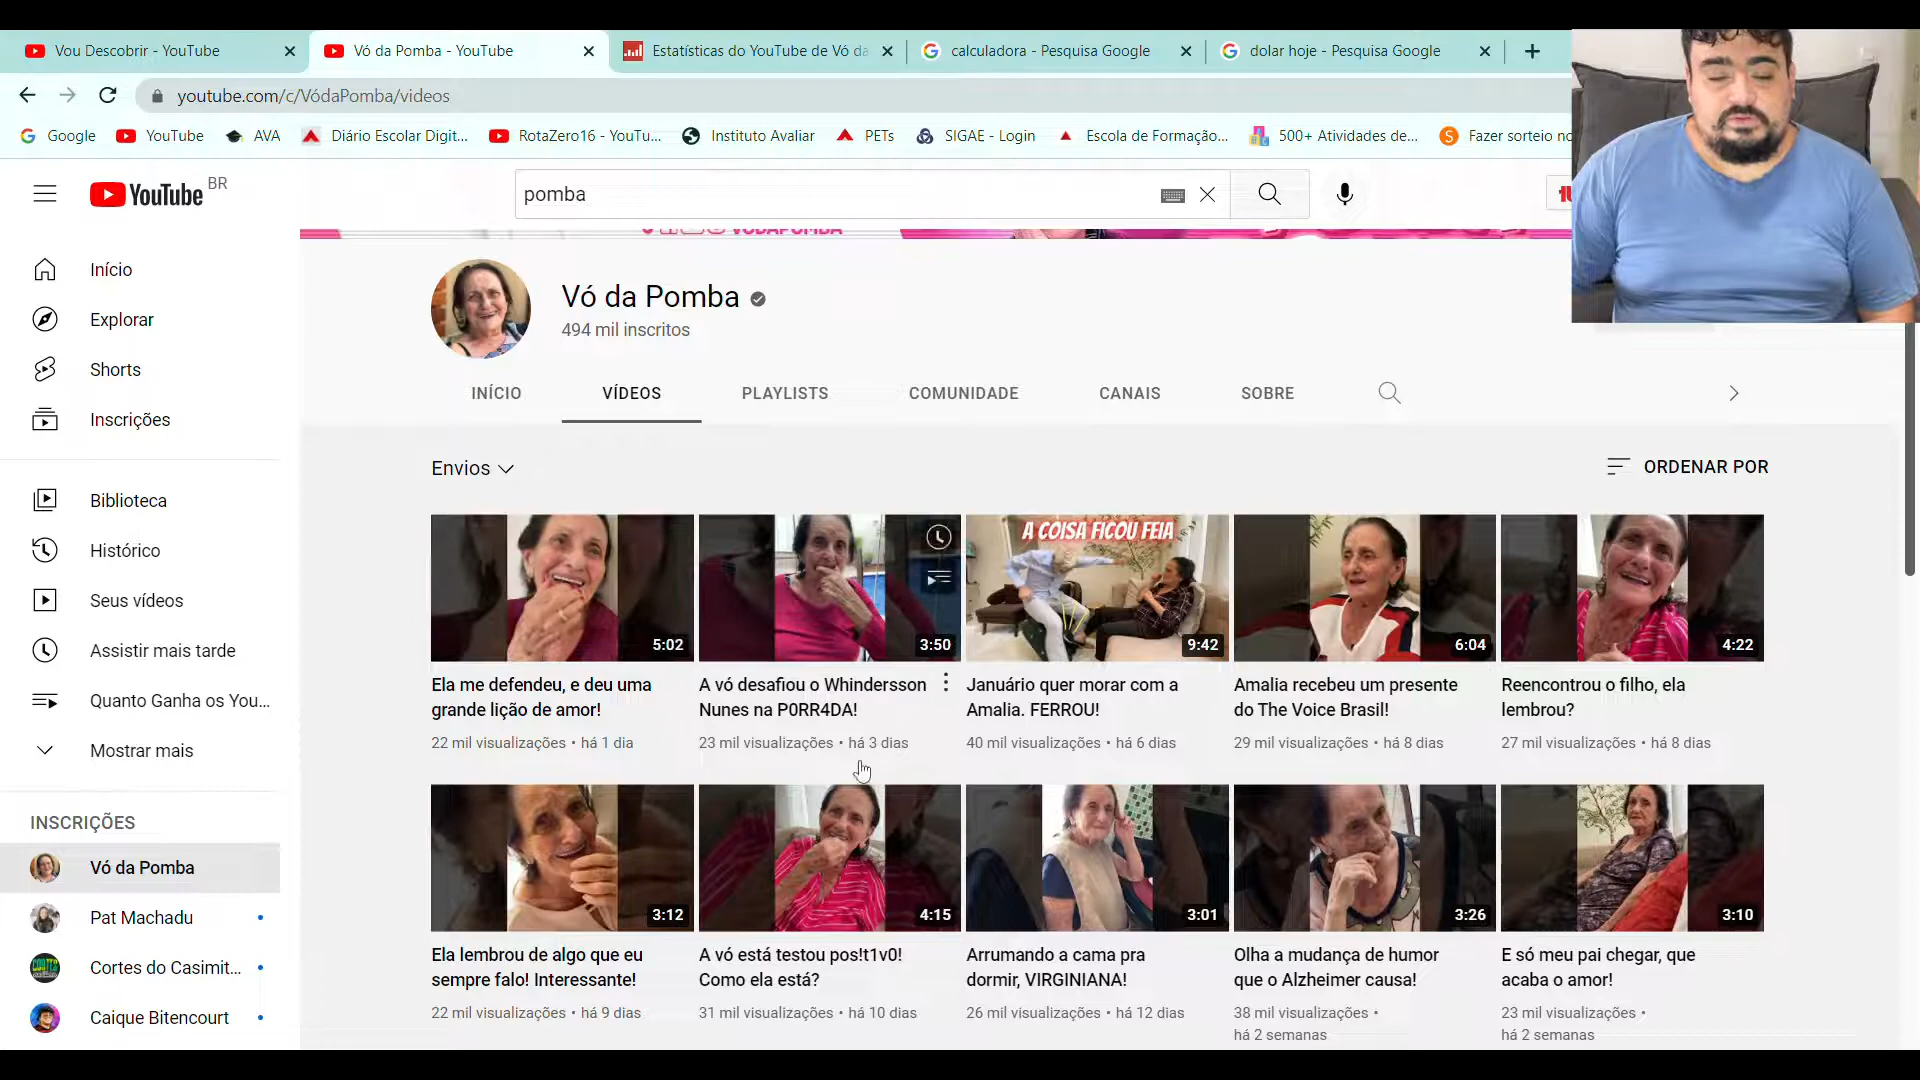 Vou Descobrir - YouTube
Vó da Pomba - YouTube
Estatísticas do YouTube de Vó da
calculadora - Pesquisa Google
dolar hoje - Pesquisa Google
youtube.com/c/VódaPomba/videos
Google
YouTube
AVA
Diário Escolar Digit...
RotaZero16 - YouTu...
Instituto Avaliar
PETs
SIGAE - Login
Escola de Formação...
500+ Atividades de...
Fazer sorteio no
YouTube BR
pomba
Início
Explorar
Shorts
Inscrições
Biblioteca
Histórico
Seus vídeos
Assistir mais tarde
Quanto Ganha os You...
Mostrar mais
INSCRIÇÕES
Vó da Pomba
Pat Machadu
Cortes do Casimit...
Caique Bitencourt
VODAPOMBA
Vó da Pomba
494 mil inscritos
INÍCIO
VÍDEOS
PLAYLISTS
COMUNIDADE
CANAIS
SOBRE
Envios
ORDENAR POR
5:02
3:50
A COISA FICOU FEIA
9:42
6:04
4:22
Ela me defendeu, e deu uma
grande lição de amor!
22 mil visualizações • há 1 dia
A vó desafiou o Whindersson
Nunes na P0RR4DA!
23 mil visualizações • há 3 dias
Januário quer morar com a
Amalia. FERROU!
40 mil visualizações • há 6 dias
Amalia recebeu um presente
do The Voice Brasil!
29 mil visualizações • há 8 dias
Reencontrou o filho, ela
lembrou?
27 mil visualizações • há 8 dias
3:12
4:15
3:01
3:26
3:10
Ela lembrou de algo que eu
sempre falo! Interessante!
22 mil visualizações • há 9 dias
A vó está testou pos!t1v0!
Como ela está?
31 mil visualizações • há 10 dias
Arrumando a cama pra
dormir, VIRGINIANA!
26 mil visualizações • há 12 dias
Olha a mudança de humor
que o Alzheimer causa!
38 mil visualizações •
há 2 semanas
E só meu pai chegar, que
acaba o amor!
23 mil visualizações •
há 2 semanas